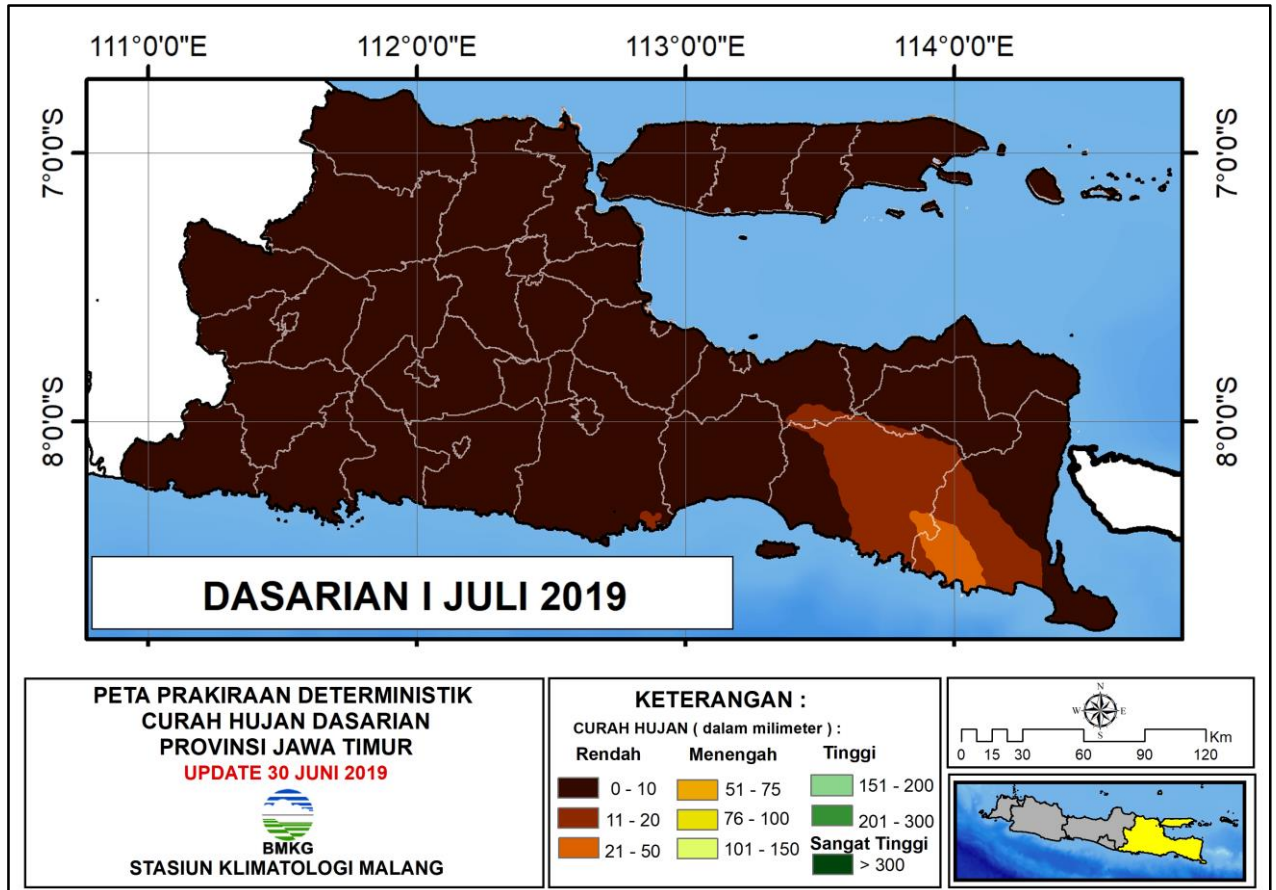 111°0'0"E 112°0'0"E 113°0'0"E 114°0'0"E
7°0'0"S 7°0'0"S
8°0'0"S 8°0'0"S
DASARIAN I JULI 2019
PETA PRAKIRAAN DETERMINISTIK
CURAH HUJAN DASARIAN
PROVINSI JAWA TIMUR
UPDATE 30 JUNI 2019
BMKG
STASIUN KLIMATOLOGI MALANG
KETERANGAN :
CURAH HUJAN ( dalam milimeter ) :
Rendah Menengah Tinggi
0 - 10 51 - 75 151 - 200
11 - 20 76 - 100 201 - 300
21 - 50 101 - 150 Sangat Tinggi
> 300
N
W E
S
Km
0 15 30 60 90 120